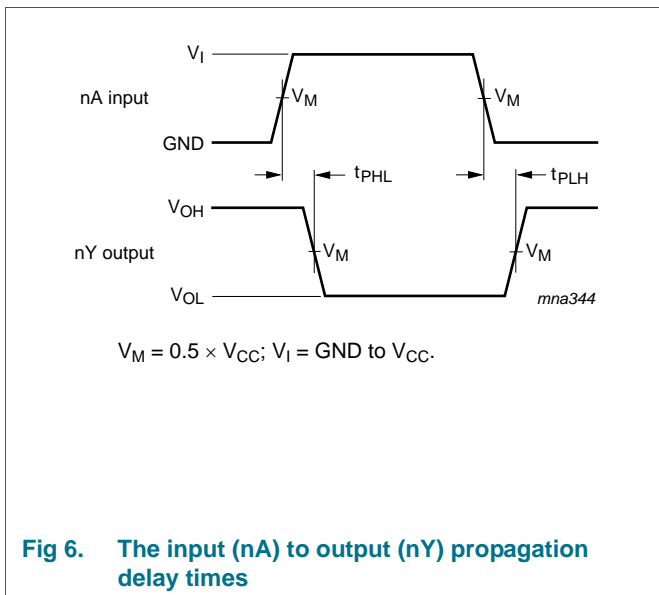 VI
nA input
VM
VM
GND
tPHL
tPLH
VOH
nY output
VM
VM
VOL
mna344
VM = 0.5 × VCC; VI = GND to VCC.
Fig 6. The input (nA) to output (nY) propagation
delay times